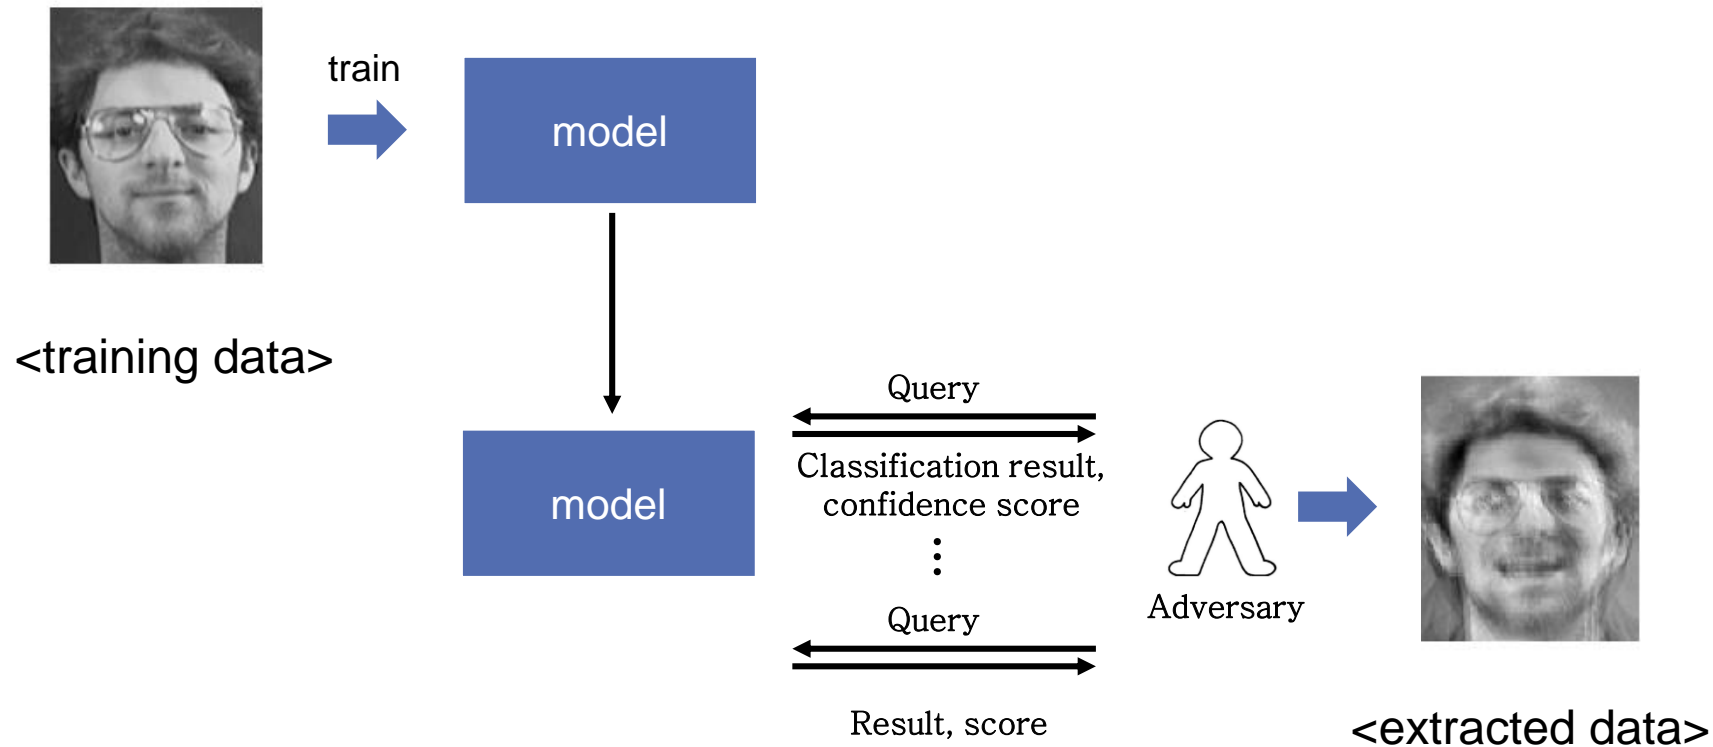 train
model
<training data>
model
Query
Classification result,
confidence score
Query
Result, score
Adversary
<extracted data>